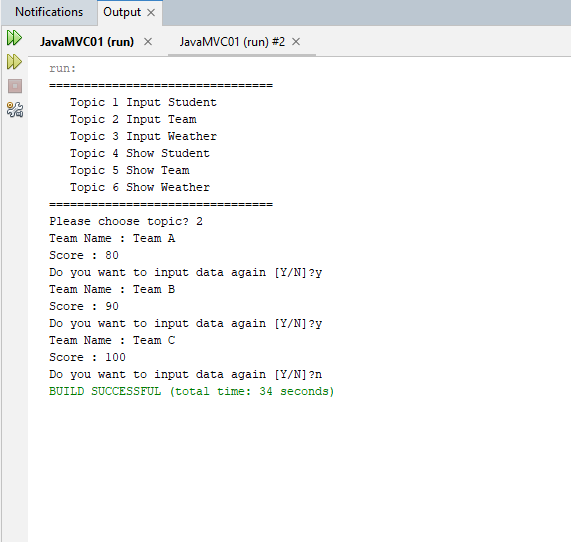 Notifications Output
JavaMVC01 (run) JavaMVC01 (run) #2
run:
================================
Topic 1 Input Student
Topic 2 Input Team
Topic 3 Input Weather
Topic 4 Show Student
Topic 5 Show Team
Topic 6 Show Weather
================================
Please choose topic? 2
Team Name : Team A
Score : 80
Do you want to input data again [Y/N]?y
Team Name : Team B
Score : 90
Do you want to input data again [Y/N]?y
Team Name : Team C
Score : 100
Do you want to input data again [Y/N]?n
BUILD SUCCESSFUL (total time: 34 seconds)